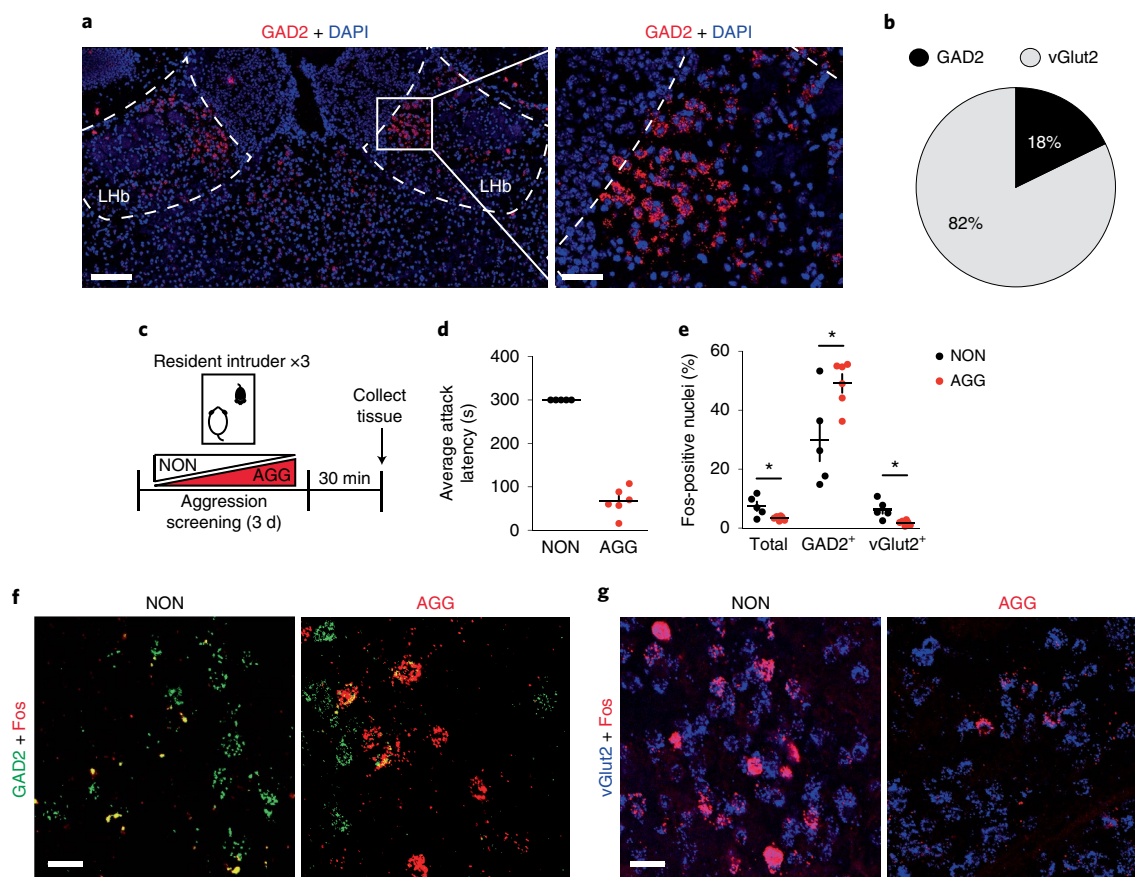 a
GAD2 + DAPI
GAD2 + DAPI
LHb
LHb
b
GAD2
vGlut2
18%
82%
c
Resident intruder ×3
Collect
tissue
NON
AGG
30 min
Aggression
screening (3 d)
d
Average attack
latency (s)
400
300
200
100
0
NON
AGG
e
Fos-positive nuclei (%)
60
40
20
0
*
*
*
NON
AGG
Total
GAD2⁺
vGlut2⁺
f
NON
AGG
GAD2 + Fos
g
NON
AGG
vGlut2 + Fos